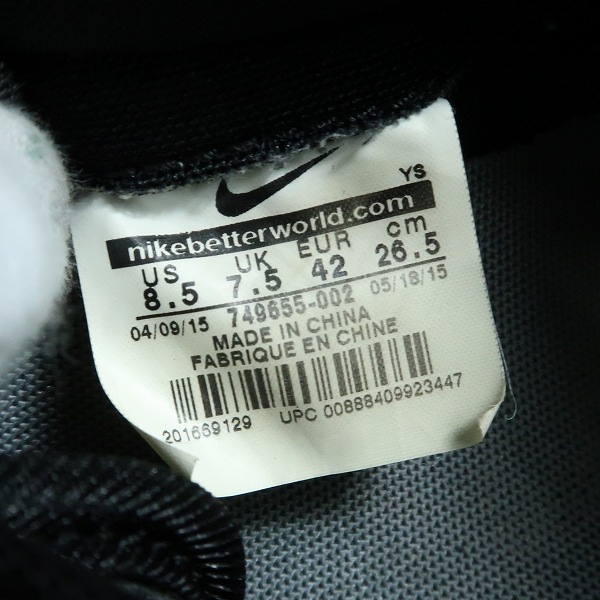 YS
nikebetterworld.com
US UK EUR cm
8.5 7.5 42 26.5
04/09/15 749655-002 05/18/15
MADE IN CHINA
FABRIQUE EN CHINE
201669129 UPC 00888409923447